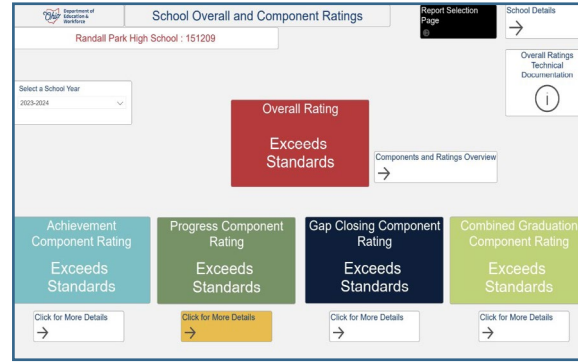 Ohio
Department of
Education &
Workforce
School Overall and Component Ratings
Report Selection
Page
School Details
Randall Park High School : 151209
Overall Ratings
Technical
Documentation
i
Select a School Year
2023-2024
Overall Rating
Exceeds
Standards
Components and Ratings Overview
Achievement
Component Rating
Exceeds
Standards
Progress Component
Rating
Exceeds
Standards
Gap Closing Component
Rating
Exceeds
Standards
Combined Graduation
Component Rating
Exceeds
Standards
Click for More Details
Click for More Details
Click for More Details
Click for More Details